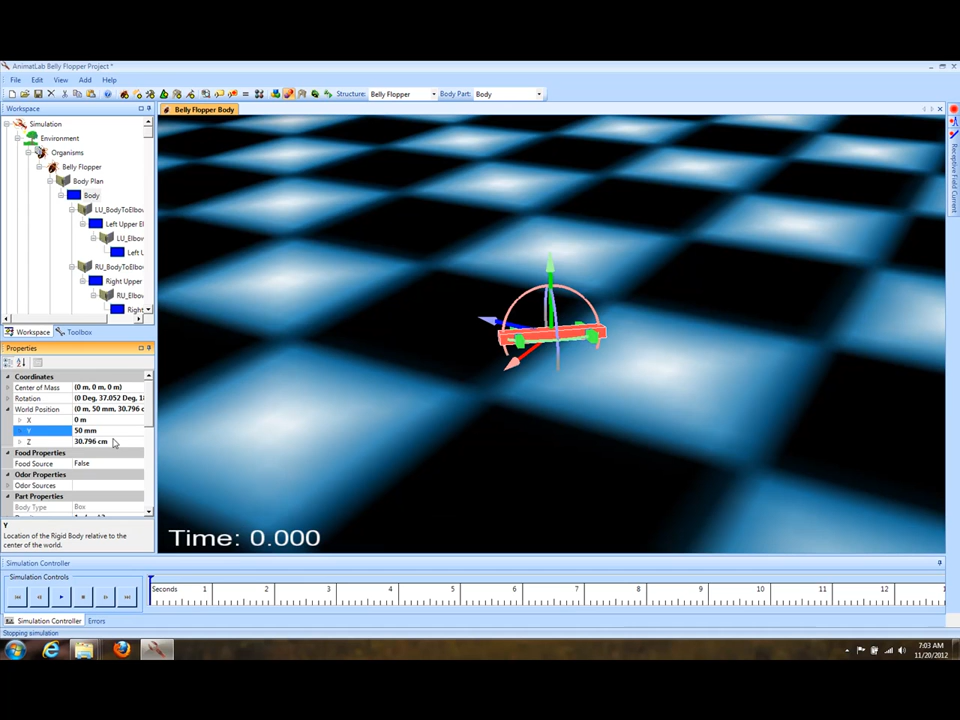 AnimatLab Belly Flopper Project *
File Edit View Add Help
Structure: Belly Flopper Body Part: Body
Workspace
Belly Flopper Body
Simulation
Environment
Organisms
Belly Flopper
Body Plan
Body
LU_BodyToElbov
Left Upper El
LU_Elbov
Left U
RU_BodyToElbov
Right Upper
RU_Elbov
Right
Workspace Toolbox
Receptive Field Current
Properties
Coordinates
Center of Mass (0 m, 0 m, 0 m)
Rotation (0 Deg, 37.052 Deg, 18
World Position (0 m, 50 mm, 30.796 c
X 0 m
Y 50 mm
Z 30.796 cm
Food Properties
Food Source False
Odor Properties
Odor Sources
Part Properties
Body Type Box
Y
Location of the Rigid Body relative to the
center of the world.
Time: 0.000
Simulation Controller
Simulation Controls
Seconds 1 2 3 4 5 6 7 8 9 10 11 12
Simulation Controller Errors
Stopping simulation
7:03 AM
11/20/2012